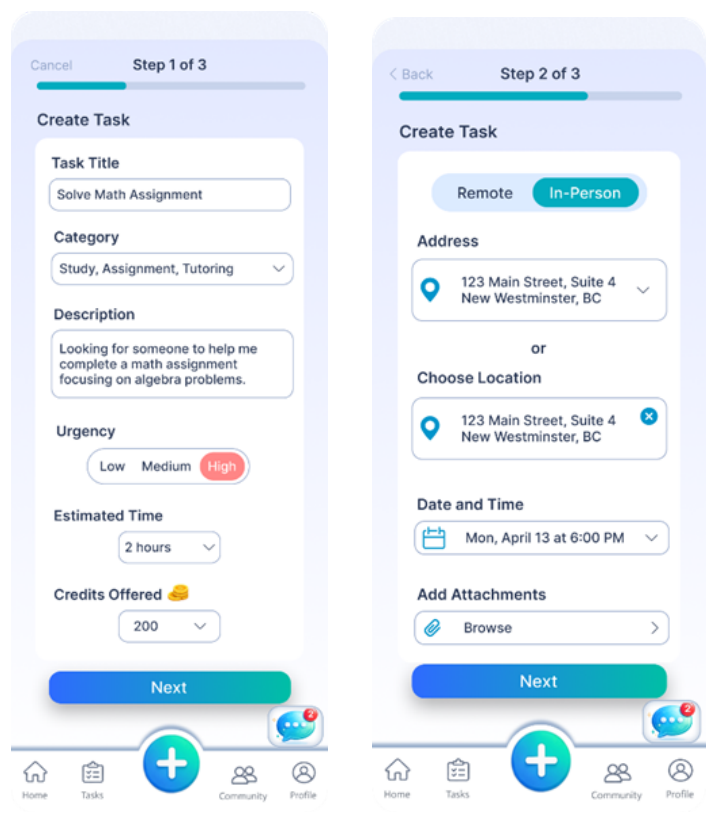 Cancel
Step 1 of 3
Create Task
Task Title
Solve Math Assignment
Category
Study, Assignment, Tutoring
Description
Looking for someone to help me
complete a math assignment
focusing on algebra problems.
Urgency
Low Medium High
Estimated Time
2 hours
Credits Offered
200
Next
2
Home Tasks Community Profile
< Back
Step 2 of 3
Create Task
Remote In-Person
Address
123 Main Street, Suite 4
New Westminster, BC
or
Choose Location
123 Main Street, Suite 4
New Westminster, BC
Date and Time
Mon, April 13 at 6:00 PM
Add Attachments
Browse
Next
2
Home Tasks Community Profile